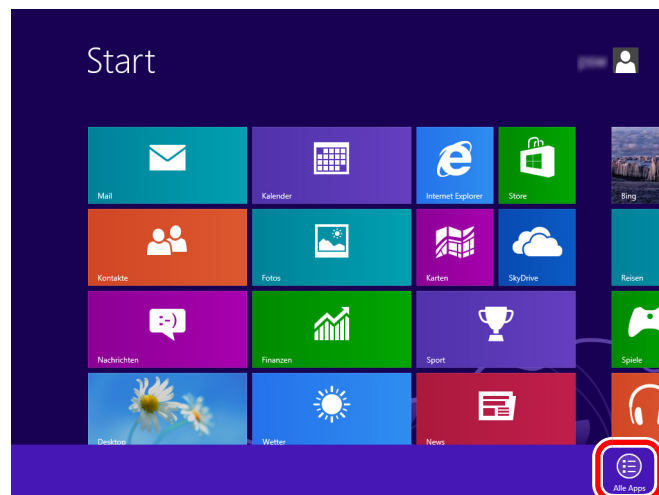 Start
Mail
Kalender
Internet Explorer
Store
Bing
Kontakte
Fotos
Karten
SkyDrive
Reisen
Nachrichten
:-)
Finanzen
Sport
Spiele
Desktop
Wetter
News
Alle Apps